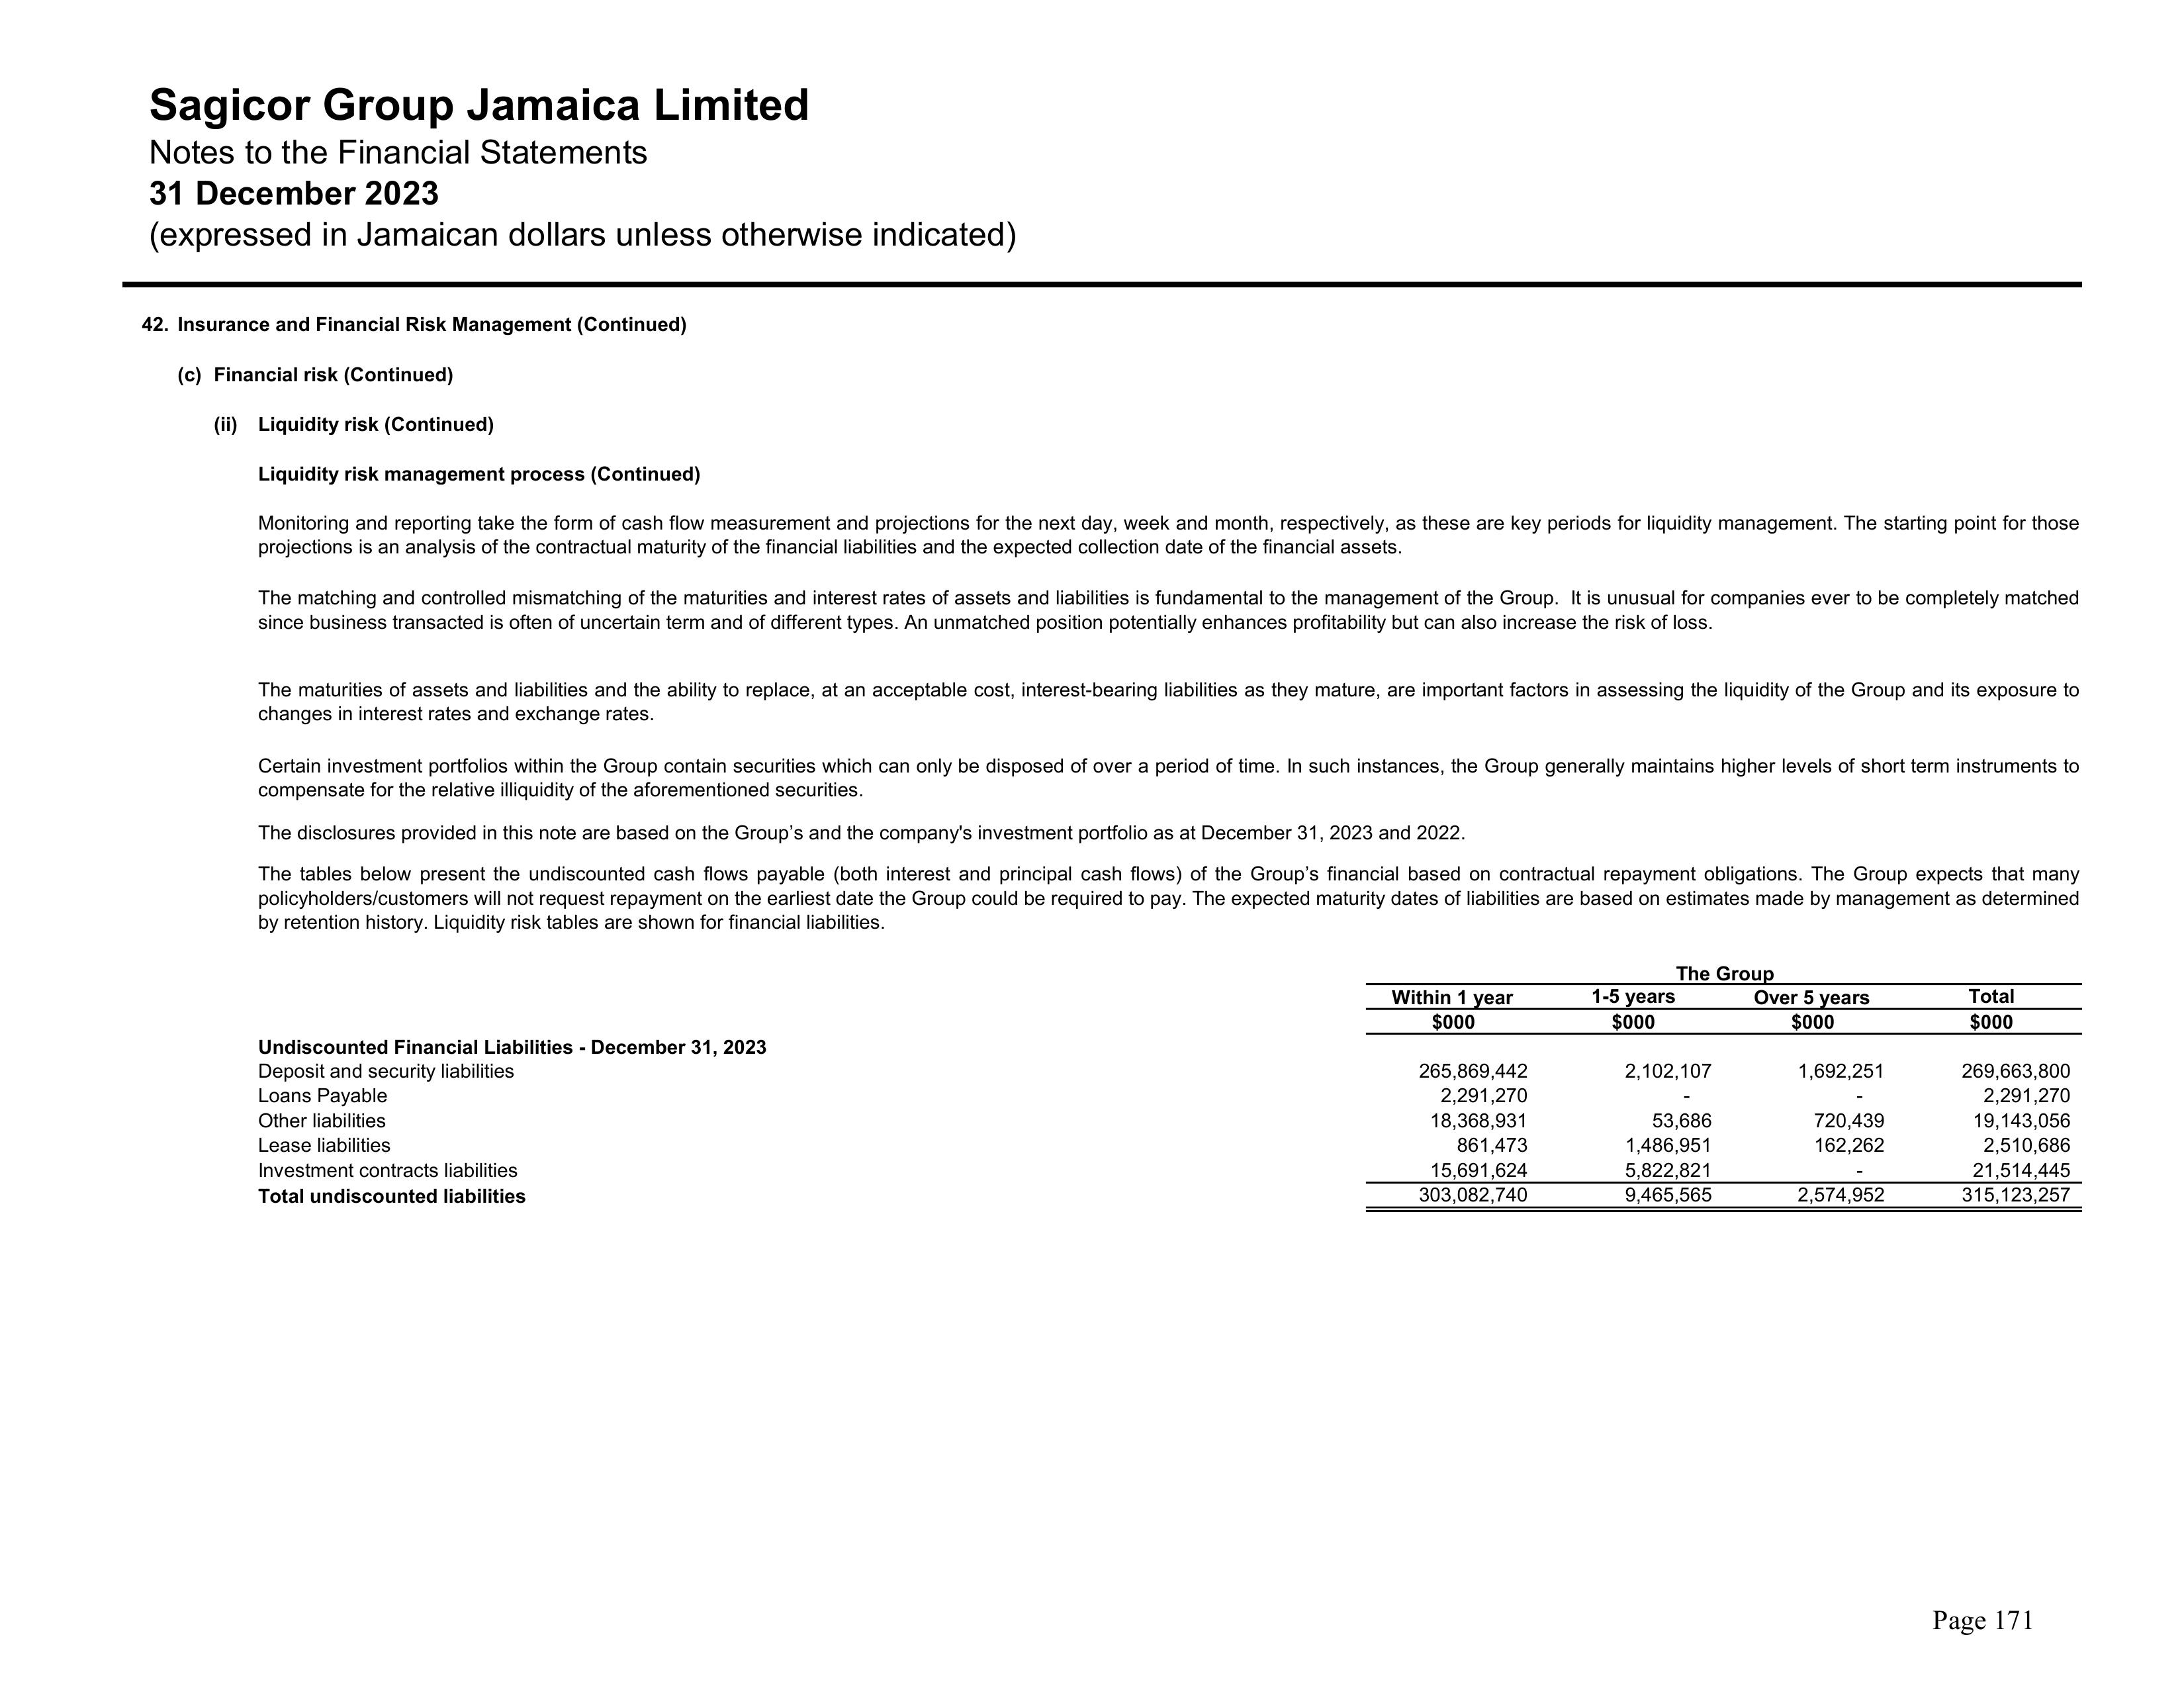 Sagicor Group Jamaica Limited
Notes to the Financial Statements
31 December 2023
(expressed in Jamaican dollars unless otherwise indicated)
42. Insurance and Financial Risk Management (Continued)
(c) Financial risk (Continued)
(ii) Liquidity risk (Continued)
Liquidity risk management process (Continued)
Monitoring and reporting take the form of cash flow measurement and projections for the next day, week and month, respectively, as these are key periods for liquidity management. The starting point for those
projections is an analysis of the contractual maturity of the financial liabilities and the expected collection date of the financial assets.
The matching and controlled mismatching of the maturities and interest rates of assets and liabilities is fundamental to the management of the Group. It is unusual for companies ever to be completely matched
since business transacted is often of uncertain term and of different types. An unmatched position potentially enhances profitability but can also increase the risk of loss.
The maturities of assets and liabilities and the ability to replace, at an acceptable cost, interest-bearing liabilities as they mature, are important factors in assessing the liquidity of the Group and its exposure to
changes in interest rates and exchange rates.
Certain investment portfolios within the Group contain securities which can only be disposed of over a period of time. In such instances, the Group generally maintains higher levels of short term instruments to
compensate for the relative illiquidity of the aforementioned securities.
The disclosures provided in this note are based on the Group’s and the company's investment portfolio as at December 31, 2023 and 2022.
The tables below present the undiscounted cash flows payable (both interest and principal cash flows) of the Group’s financial based on contractual repayment obligations. The Group expects that many
policyholders/customers will not request repayment on the earliest date the Group could be required to pay. The expected maturity dates of liabilities are based on estimates made by management as determined
by retention history. Liquidity risk tables are shown for financial liabilities.
The Group
Within 1 year 1-5 years Over 5 years Total
$000 $000 $000 $000
Undiscounted Financial Liabilities - December 31, 2023
Deposit and security liabilities 265,869,442 2,102,107 1,692,251 269,663,800
Loans Payable 2,291,270 - - 2,291,270
Other liabilities 18,368,931 53,686 720,439 19,143,056
Lease liabilities 861,473 1,486,951 162,262 2,510,686
Investment contracts liabilities 15,691,624 5,822,821 - 21,514,445
Total undiscounted liabilities 303,082,740 9,465,565 2,574,952 315,123,257
Page 171